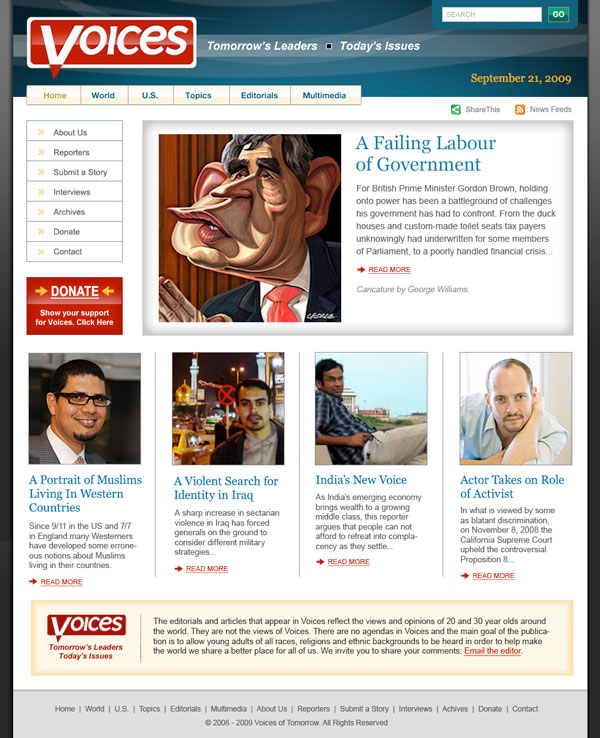 VOICES
Tomorrow's Leaders Today's Issues
SEARCH
GO
September 21, 2009
Home World U.S. Topics Editorials Multimedia
ShareThis News Feeds
About Us
Reporters
Submit a Story
Interviews
Archives
Donate
Contact
DONATE
Show your support
for Voices. Click Here
A Failing Labour
of Government
For British Prime Minister Gordon Brown, holding
onto power has been a battleground of challenges
his government has had to confront. From the duck
houses and custom-made toilet seats tax payers
unknowingly had underwritten for some members
of Parliament, to a poorly handled financial crisis...
READ MORE
Caricature by George Williams.
A Portrait of Muslims
Living In Western
Countries
Since 9/11 in the US and 7/7
in England many Westerners
have developed some errone-
ous notions about Muslims
living in their countries.
READ MORE
A Violent Search for
Identity in Iraq
A sharp increase in sectarian
violence in Iraq has forced
generals on the ground to
consider different military
strategies...
READ MORE
India's New Voice
As India's emerging economy
brings wealth to a growing
middle class, this reporter
argues that people can not
afford to retreat into compla-
cency as they settle...
READ MORE
Actor Takes on Role
of Activist
In what is viewed by some
as blatant discrimination,
on November 8, 2008 the
California Supreme Court
upheld the controversial
Proposition 8...
READ MORE
VOICES
Tomorrow's Leaders
Today's Issues
The editorials and articles that appear in Voices reflect the views and opinions of 20 and 30 year olds around
the world. They are not the views of Voices. There are no agendas in Voices and the main goal of the publica-
tion is to allow young adults of all races, religions and ethnic backgrounds to be heard in order to help make
the world we share a better place for all of us. We invite you to share your comments: Email the editor.
Home | World | U.S. | Topics | Editorials | Multimedia | About Us | Reporters | Submit a Story | Interviews | Achives | Donate | Contact
© 2006 - 2009 Voices of Tomorrow. All Rights Reserved